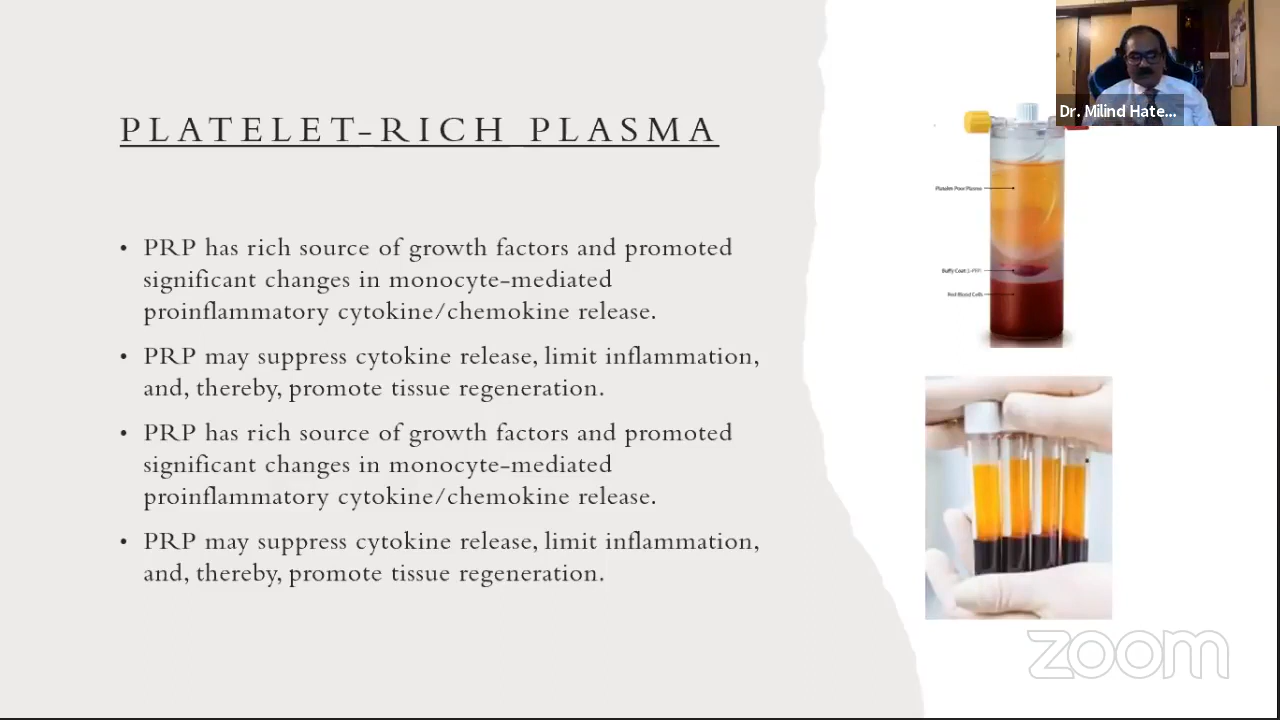 Dr. Milind Hate...
PLATELET-RICH PLASMA
• PRP has rich source of growth factors and promoted
significant changes in monocyte-mediated
proinflammatory cytokine/chemokine release.
• PRP may suppress cytokine release, limit inflammation,
and, thereby, promote tissue regeneration.
• PRP has rich source of growth factors and promoted
significant changes in monocyte-mediated
proinflammatory cytokine/chemokine release.
• PRP may suppress cytokine release, limit inflammation,
and, thereby, promote tissue regeneration.
Platelet Poor Plasma
Buffy Coat
Red Blood Cells
zoom